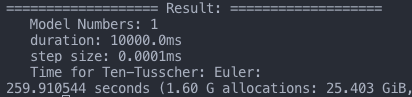 =================== Result: ===================
Model Numbers: 1
duration: 10000.0ms
step size: 0.0001ms
Time for Ten-Tusscher: Euler:
259.910544 seconds (1.60 G allocations: 25.403 GiB,